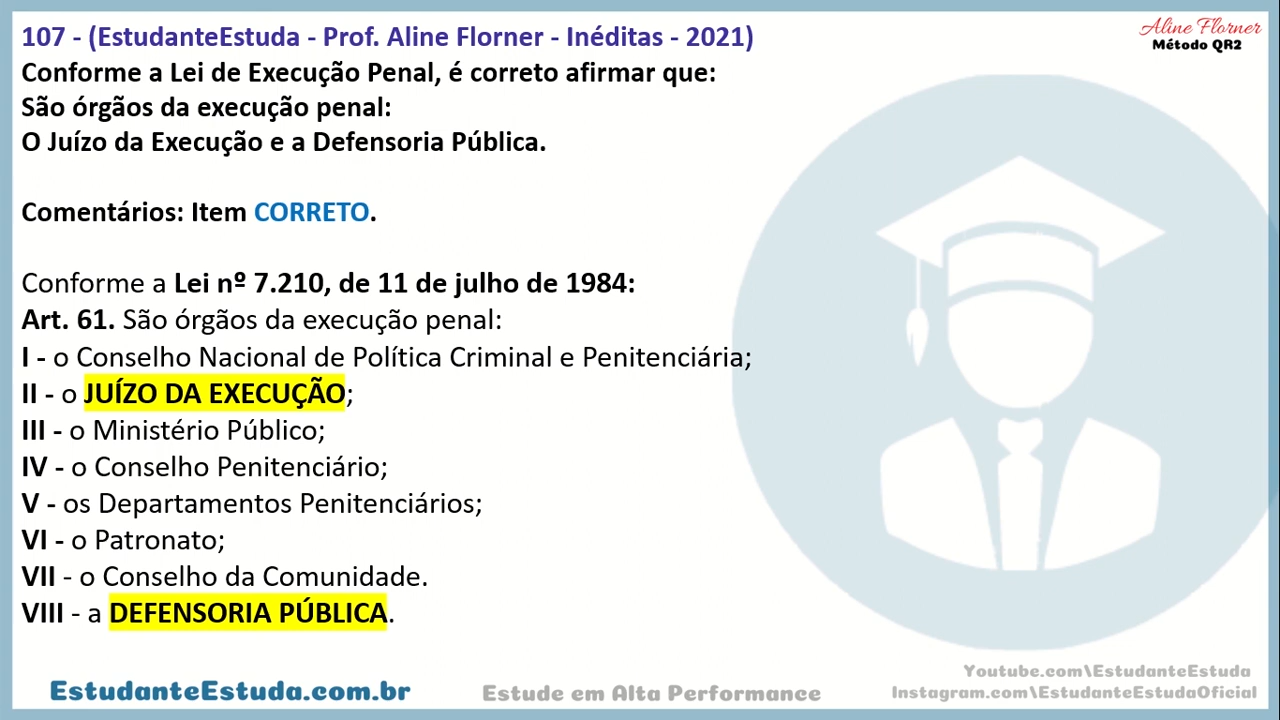 107 - (EstudanteEstuda - Prof. Aline Florner - Inéditas - 2021)
Aline Florner
Método QR2
Conforme a Lei de Execução Penal, é correto afirmar que:
São órgãos da execução penal:
O Juízo da Execução e a Defensoria Pública.
Comentários: Item CORRETO.
Conforme a Lei nº 7.210, de 11 de julho de 1984:
Art. 61. São órgãos da execução penal:
I - o Conselho Nacional de Política Criminal e Penitenciária;
II - o JUÍZO DA EXECUÇÃO;
III - o Ministério Público;
IV - o Conselho Penitenciário;
V - os Departamentos Penitenciários;
VI - o Patronato;
VII - o Conselho da Comunidade.
VIII - a DEFENSORIA PÚBLICA.
EstudanteEstuda.com.br
Estude em Alta Performance
Youtube.com\EstudanteEstuda
Instagram.com\EstudanteEstudaOficial